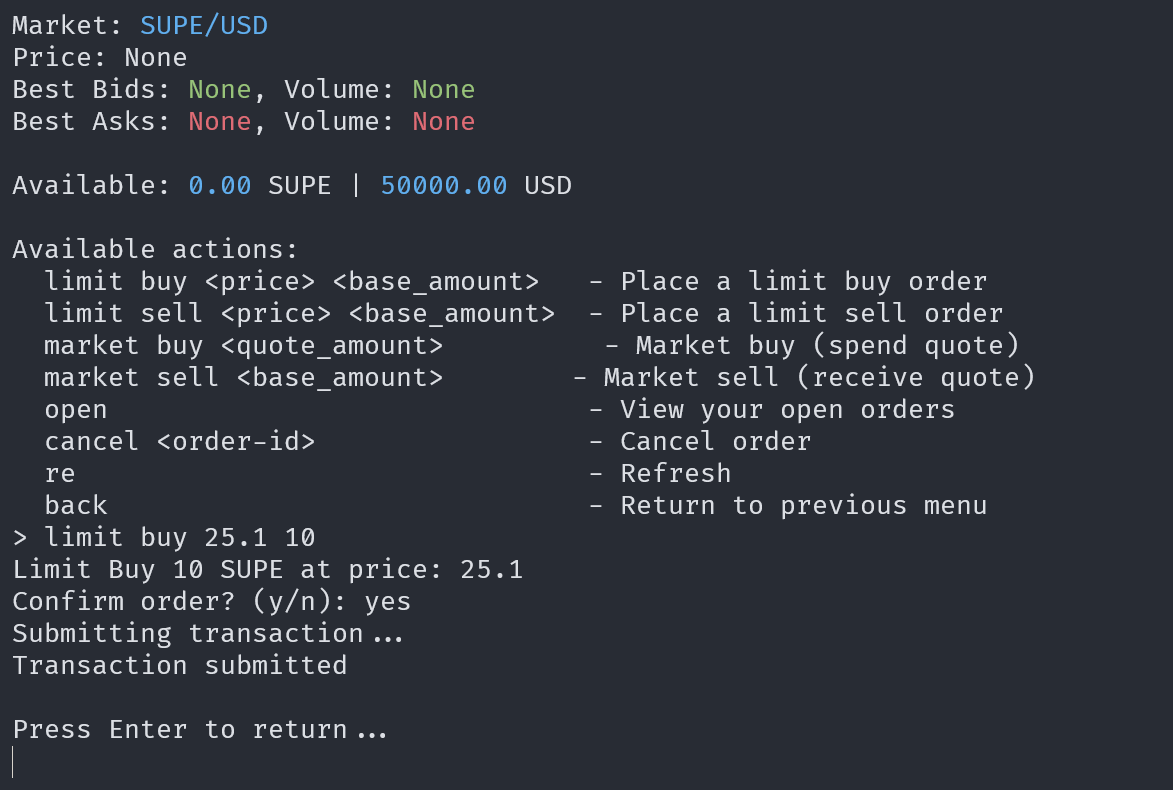 Market: SUPE/USD
Price: None
Best Bids: None, Volume: None
Best Asks: None, Volume: None

Available: 0.00 SUPE | 50000.00 USD

Available actions:
  limit buy <price> <base_amount>   - Place a limit buy order
  limit sell <price> <base_amount>  - Place a limit sell order
  market buy <quote_amount>          - Market buy (spend quote)
  market sell <base_amount>        - Market sell (receive quote)
  open                              - View your open orders
  cancel <order-id>                 - Cancel order
  re                                - Refresh
  back                              - Return to previous menu
> limit buy 25.1 10
Limit Buy 10 SUPE at price: 25.1
Confirm order? (y/n): yes
Submitting transaction...
Transaction submitted

Press Enter to return...